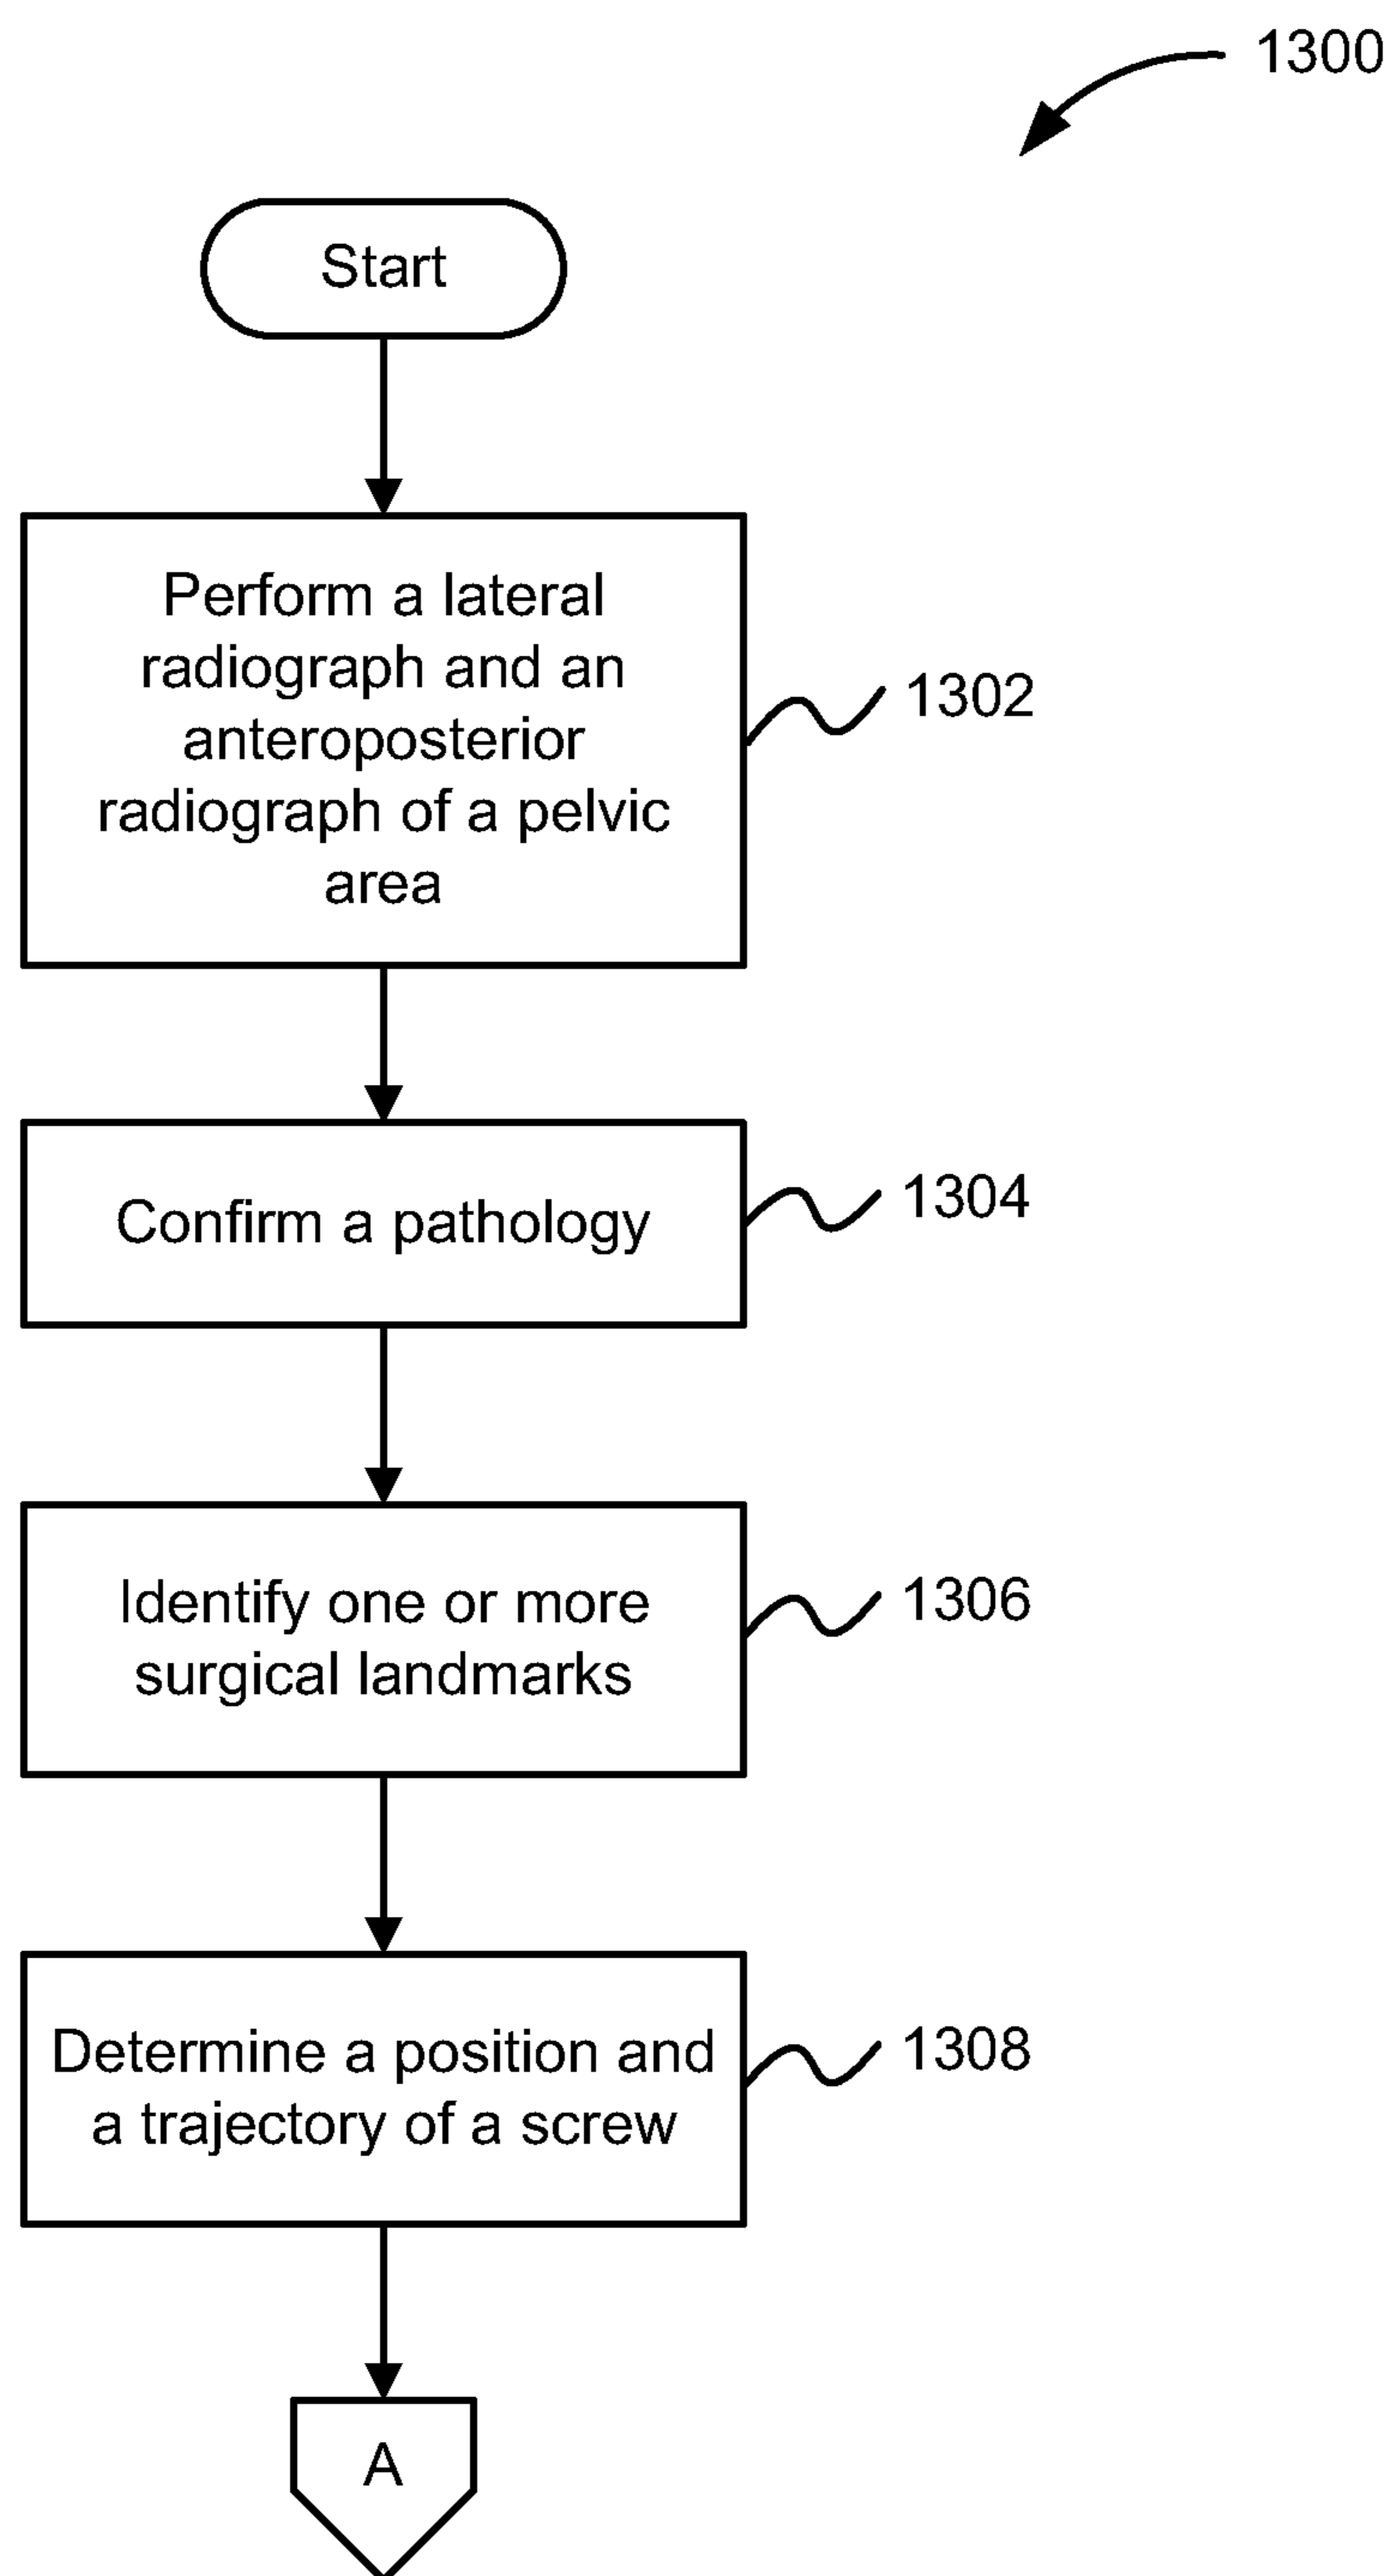 1300
Start
Perform a lateral
radiograph and an
anteroposterior
radiograph of a pelvic
area
1302
Confirm a pathology
1304
Identify one or more
surgical landmarks
1306
Determine a position and
a trajectory of a screw
1308
A